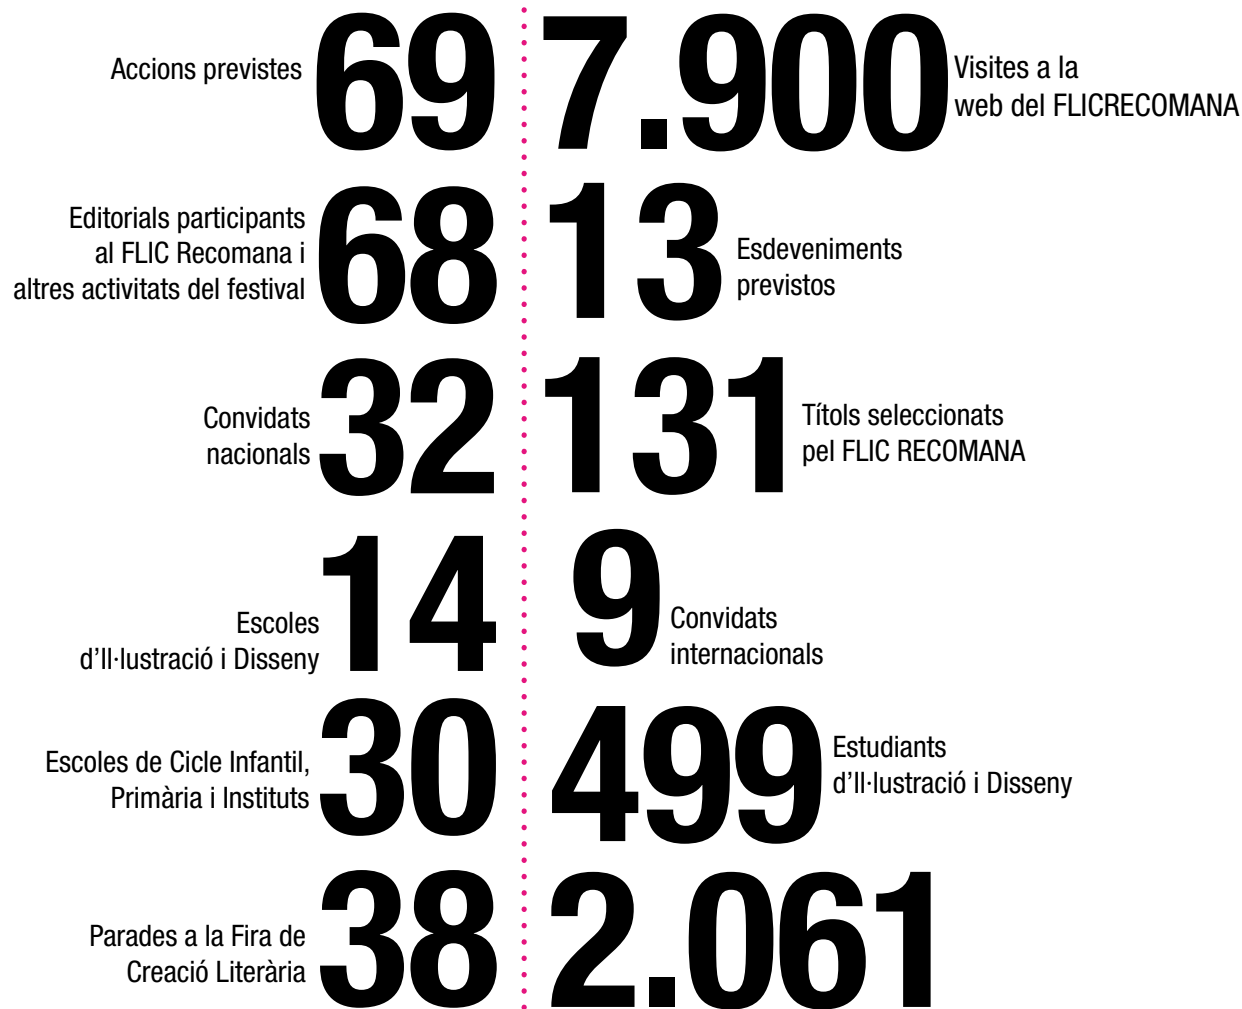 Accions previstes
69
7.900
Visites a la
web del FLICRECOMANA
Editorials participants
al FLIC Recomana i
altres activitats del festival
68
13
Esdeveniments
previstos
Convidats
nacionals
32
131
Títols seleccionats
pel FLIC RECOMANA
Escoles
d’Il·lustració i Disseny
14
9
Convidats
internacionals
Escoles de Cicle Infantil,
Primària i Instituts
30
499
Estudiants
d’Il·lustració i Disseny
Parades a la Fira de
Creació Literària
38
2.061